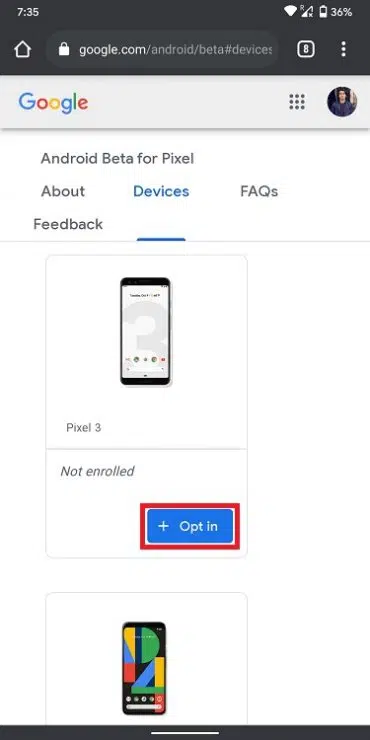 7:35
36%
google.com/android/beta#devices
8
Google
Android Beta for Pixel
About
Devices
FAQs
Feedback
Pixel 3
Not enrolled
+ Opt in